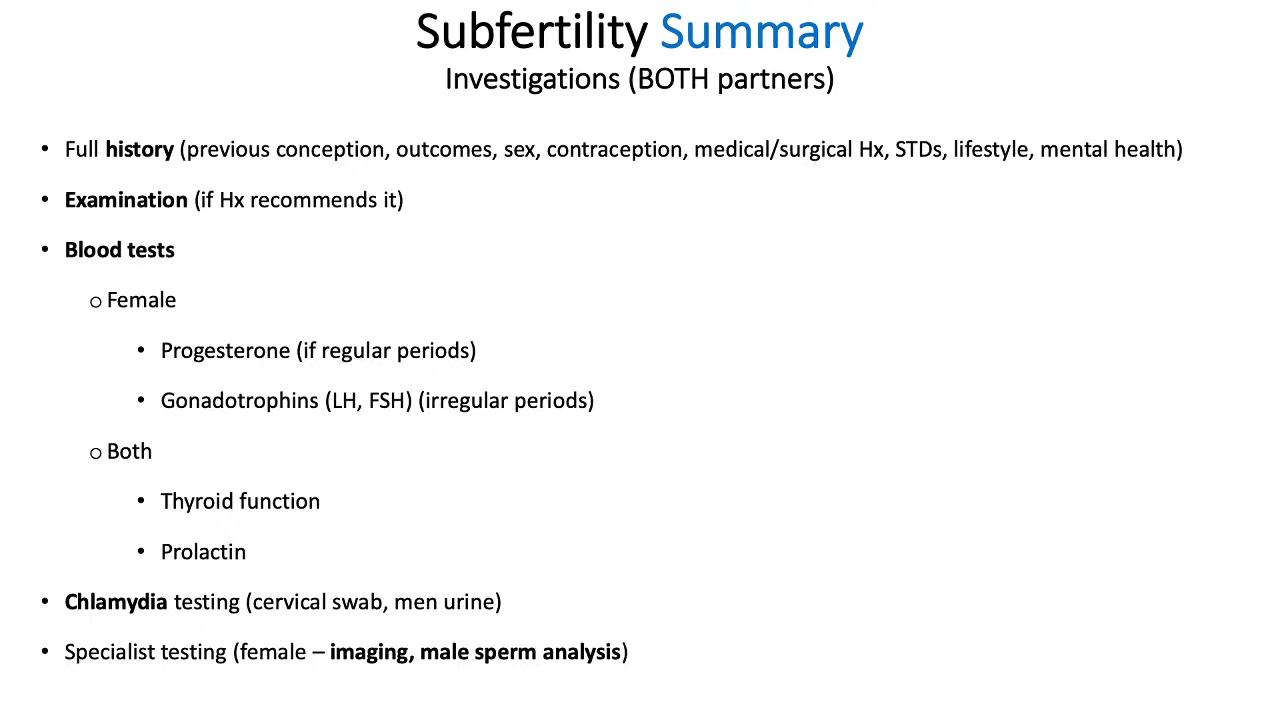 Subfertility Summary
Investigations (BOTH partners)
• Full history (previous conception, outcomes, sex, contraception, medical/surgical Hx, STDs, lifestyle, mental health)
• Examination (if Hx recommends it)
• Blood tests
o Female
• Progesterone (if regular periods)
• Gonadotrophins (LH, FSH) (irregular periods)
o Both
• Thyroid function
• Prolactin
• Chlamydia testing (cervical swab, men urine)
• Specialist testing (female – imaging, male sperm analysis)